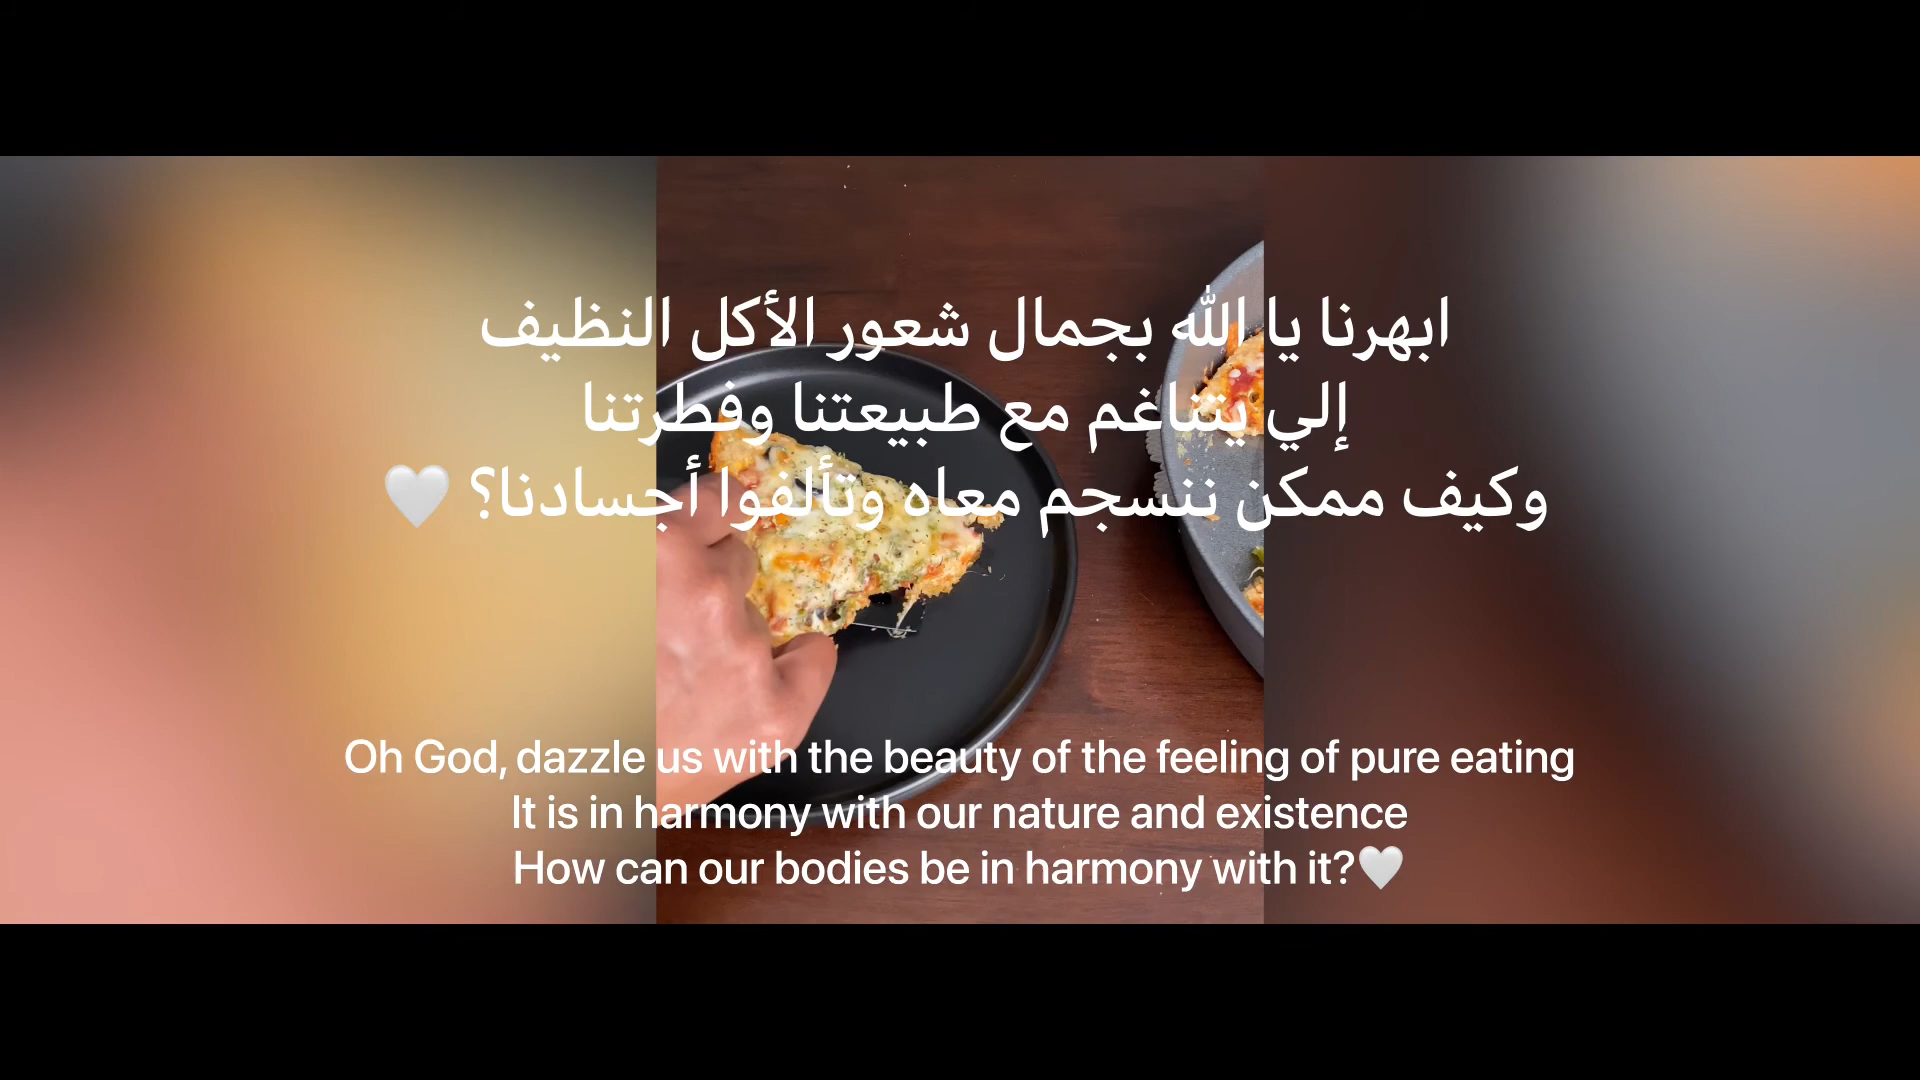 ابهرنا يا الله بجمال شعور الأكل النظيف
إلي يتناغم مع طبيعتنا وفطرتنا
وكيف ممكن ننسجم معاه وتألفوا أجسادنا؟ 🤍
Oh God, dazzle us with the beauty of the feeling of pure eating
It is in harmony with our nature and existence
How can our bodies be in harmony with it?🤍